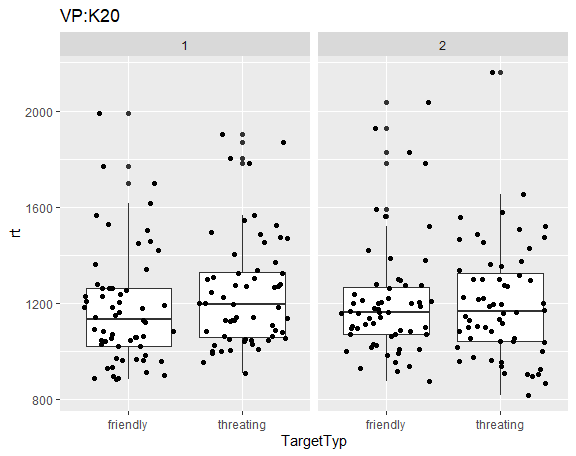 VP:K20
1 2
2000
1600
1200
800
rt
friendly threating friendly threating
TargetTyp